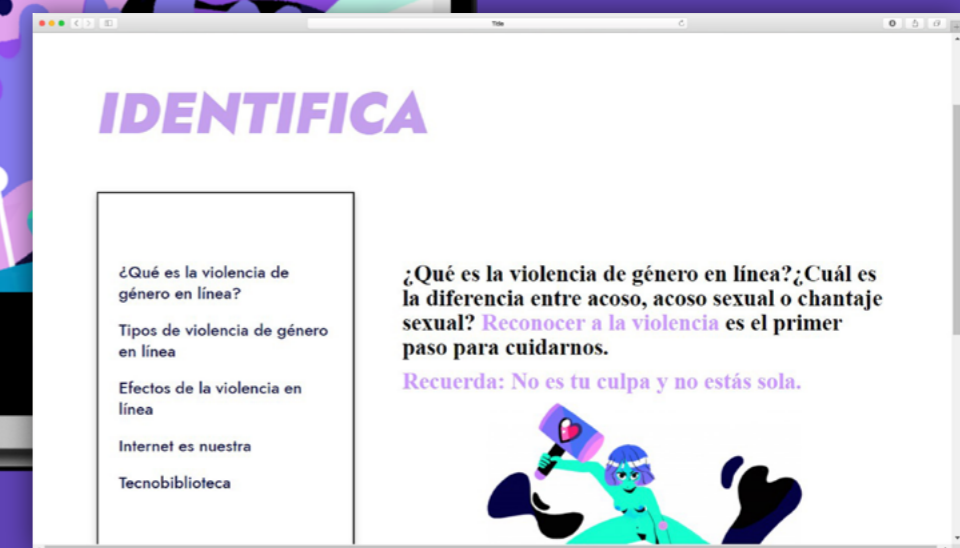 Title
IDENTIFICA
¿Qué es la violencia de
género en línea?
Tipos de violencia de género
en línea
Efectos de la violencia en
línea
Internet es nuestra
Tecnobiblioteca
¿Qué es la violencia de género en línea?¿Cuál es
la diferencia entre acoso, acoso sexual o chantaje
sexual? Reconocer a la violencia es el primer
paso para cuidarnos.
Recuerda: No es tu culpa y no estás sola.